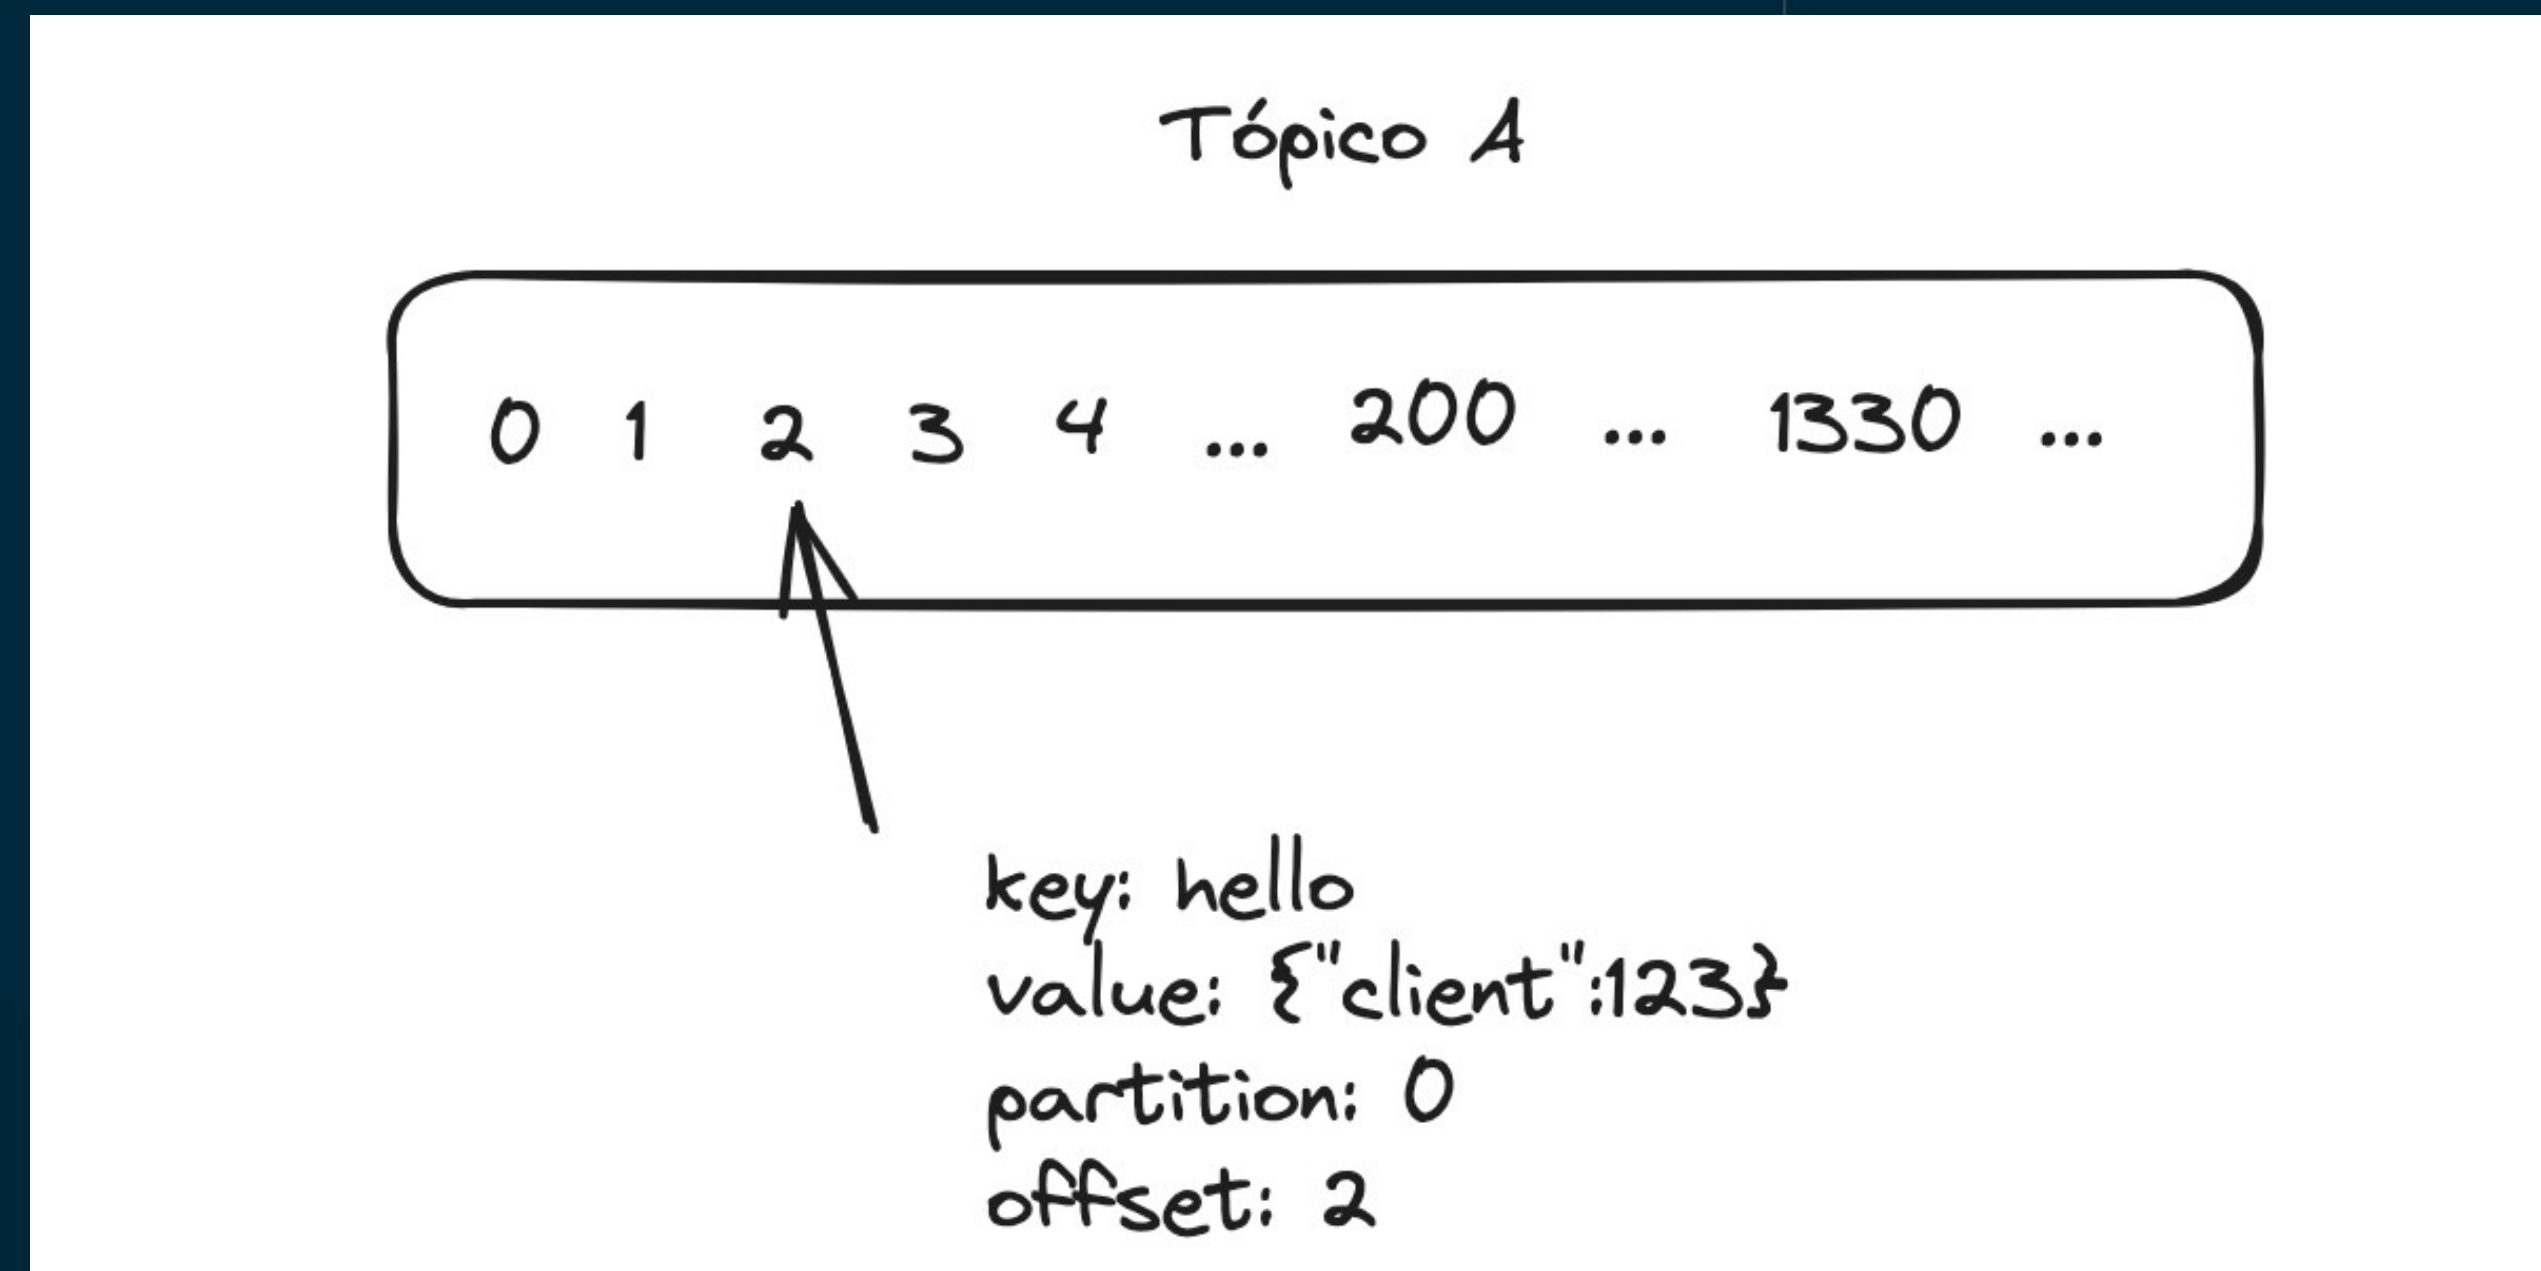 Tópico A
0 1 2 3 4 ... 200 ... 1330 ...
key: hello
value: {"client":123}
partition: 0
offset: 2